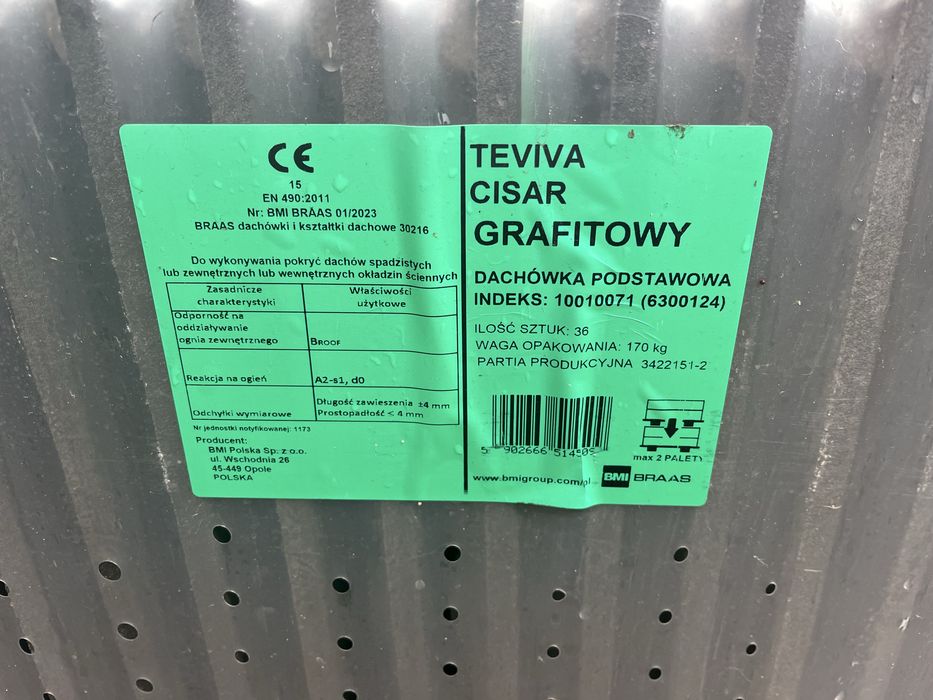 CE
15
EN 490:2011
Nr: BMI BRAAS 01/2023
BRAAS dachówki i kształtki dachowe 30216
Do wykonywania pokryć dachów spadzistych
lub zewnętrznych lub wewnętrznych okładzin ściennych
Zasadnicze charakterystyki
Właściwości użytkowe
Odporność na oddziaływanie ognia zewnętrznego
BROOF
Reakcja na ogień
A2-s1, d0
Odchyłki wymiarowe
Długość zawieszenia ±4 mm
Prostopadłość ≤ 4 mm
Nr jednostki notyfikowanej: 1173
Producent:
BMI Polska Sp. z o.o.
ul. Wschodnia 26
45-449 Opole
POLSKA
TEVIVA
CISAR
GRAFITOWY
DACHÓWKA PODSTAWOWA
INDEKS: 10010071 (6300124)
ILOŚĆ SZTUK: 36
WAGA OPAKOWANIA: 170 kg
PARTIA PRODUKCYJNA 3422151-2
5 902666 514509
max 2 PALETY
www.bmigroup.com/pl
BMI BRAAS